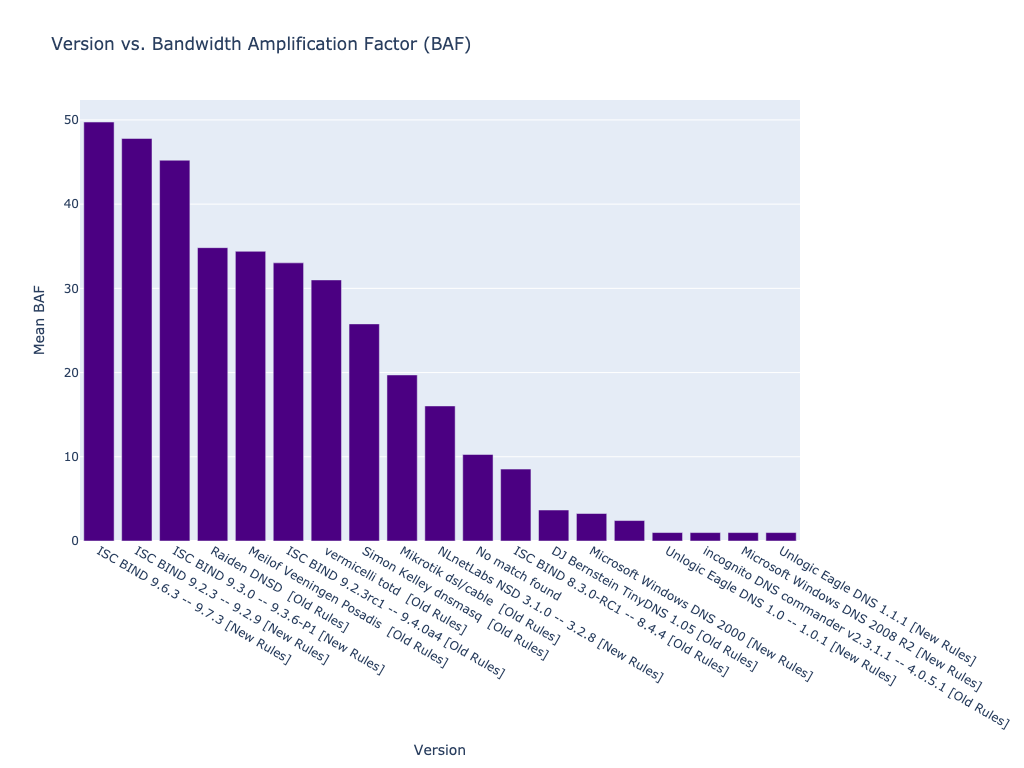 Version vs. Bandwidth Amplification Factor (BAF)
50
40
30
20
10
0
Mean BAF
ISC BIND 9.6.3 -- 9.7.3 [New Rules]
ISC BIND 9.2.3 -- 9.2.9 [New Rules]
ISC BIND 9.3.0 -- 9.3.6-P1 [New Rules]
Raiden DNSD  [Old Rules]
Meilof Veeningen Posadis  [Old Rules]
ISC BIND 9.2.3rc1 -- 9.4.0a4 [Old Rules]
vermicelli totd  [Old Rules]
Simon Kelley dnsmasq  [Old Rules]
Mikrotik dsl/cable  [Old Rules]
NLnetLabs NSD 3.1.0 -- 3.2.8 [New Rules]
No match found
ISC BIND 8.3.0-RC1 -- 8.4.4 [Old Rules]
DJ Bernstein TinyDNS 1.05 [Old Rules]
Microsoft Windows DNS 2000 [New Rules]
Unlogic Eagle DNS 1.0 -- 1.0.1 [New Rules]
incognito DNS commander v2.3.1.1 -- 4.0.5.1 [Old Rules]
Microsoft Windows DNS 2008 R2 [New Rules]
Unlogic Eagle DNS 1.1.1 [New Rules]
Version